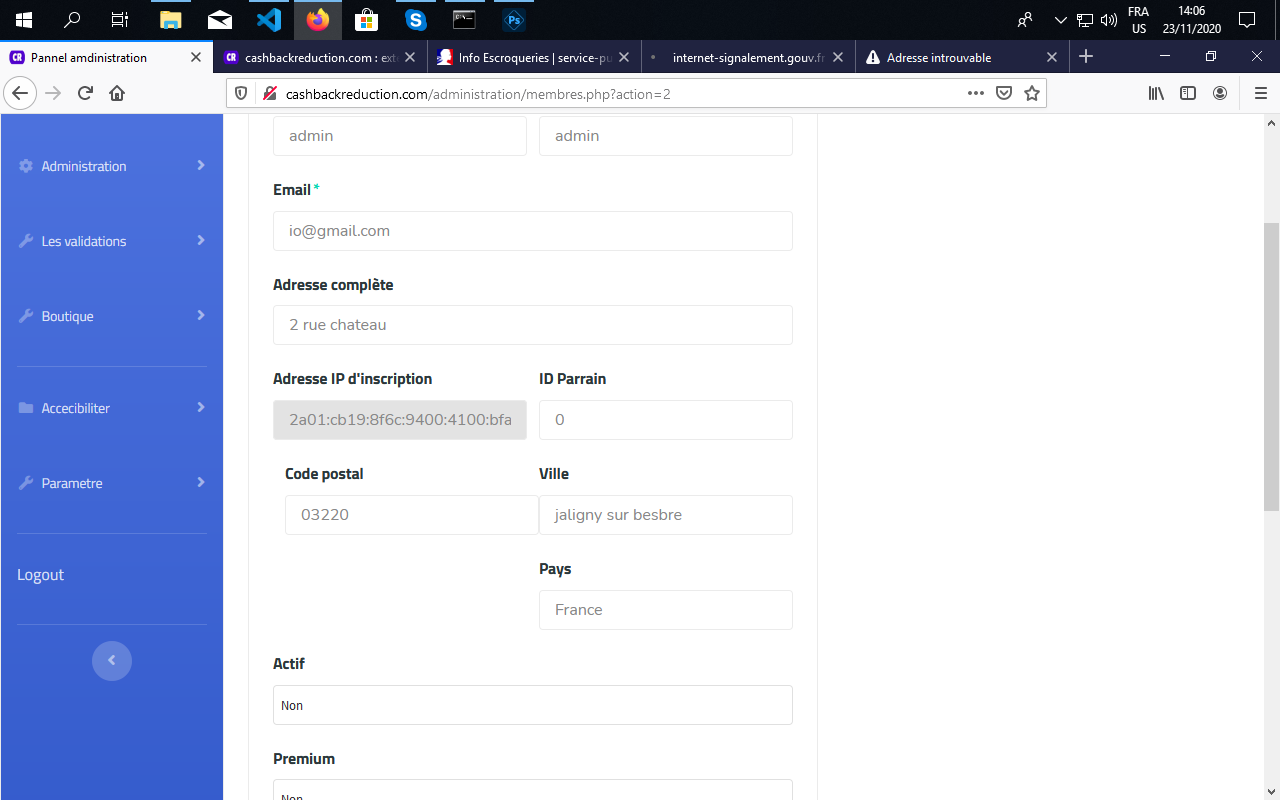 FRA
US
14:06
23/11/2020
Pannel amdinistration
cashbackreduction.com : ext
Info Escroqueries | service-pu
internet-signalement.gouv.fr
Adresse introuvable
cashbackreduction.com/administration/membres.php?action=2
Administration
Les validations
Boutique
Accecibiliter
Parametre
Logout
admin admin
Email *
io@gmail.com
Adresse complète
2 rue chateau
Adresse IP d'inscription ID Parrain
2a01:cb19:8f6c:9400:4100:bfa 0
Code postal Ville
03220 jaligny sur besbre
Pays
France
Actif
Non
Premium
Non